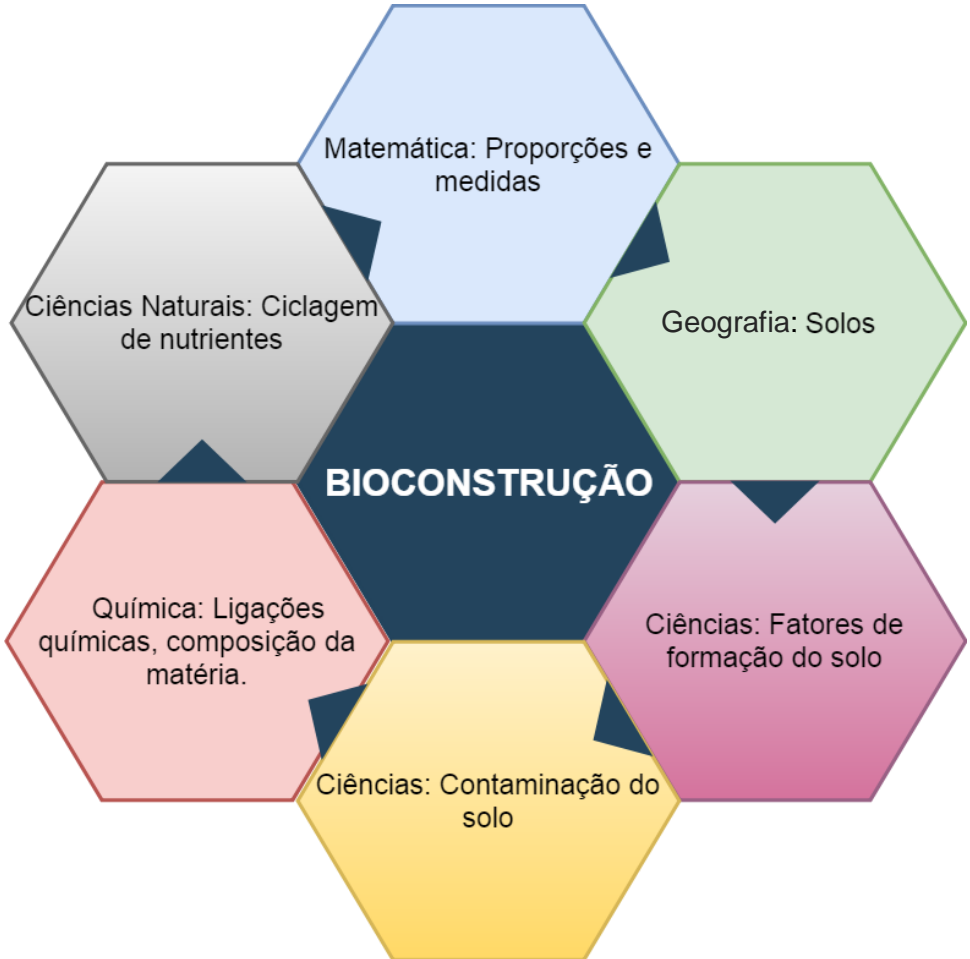 Matemática: Proporções e
medidas
Ciências Naturais: Ciclagem
de nutrientes
Geografia: Solos
BIOCONSTRUÇÃO
Química: Ligações
químicas, composição da
matéria.
Ciências: Fatores de
formação do solo
Ciências: Contaminação do
solo